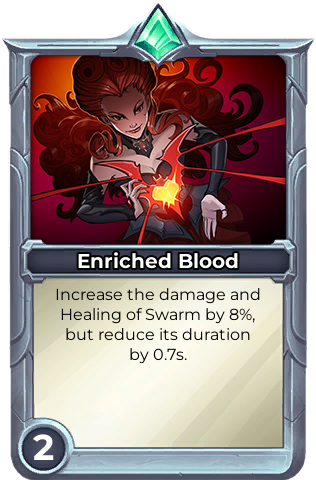 Enriched Blood
Increase the damage and
Healing of Swarm by 8%,
but reduce its duration
by 0.7s.
2